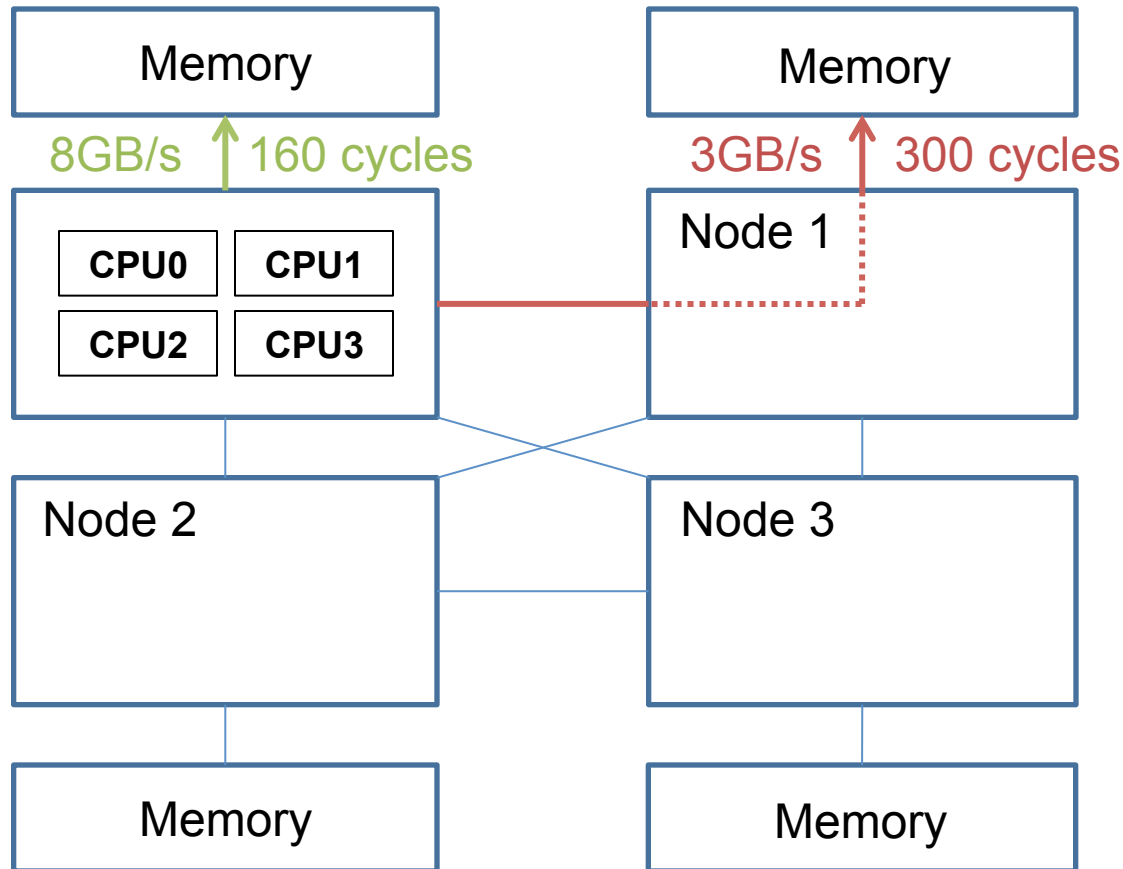 Memory
Memory
8GB/s 160 cycles
3GB/s 300 cycles
CPU0 CPU1
CPU2 CPU3
Node 1
Node 2
Node 3
Memory
Memory